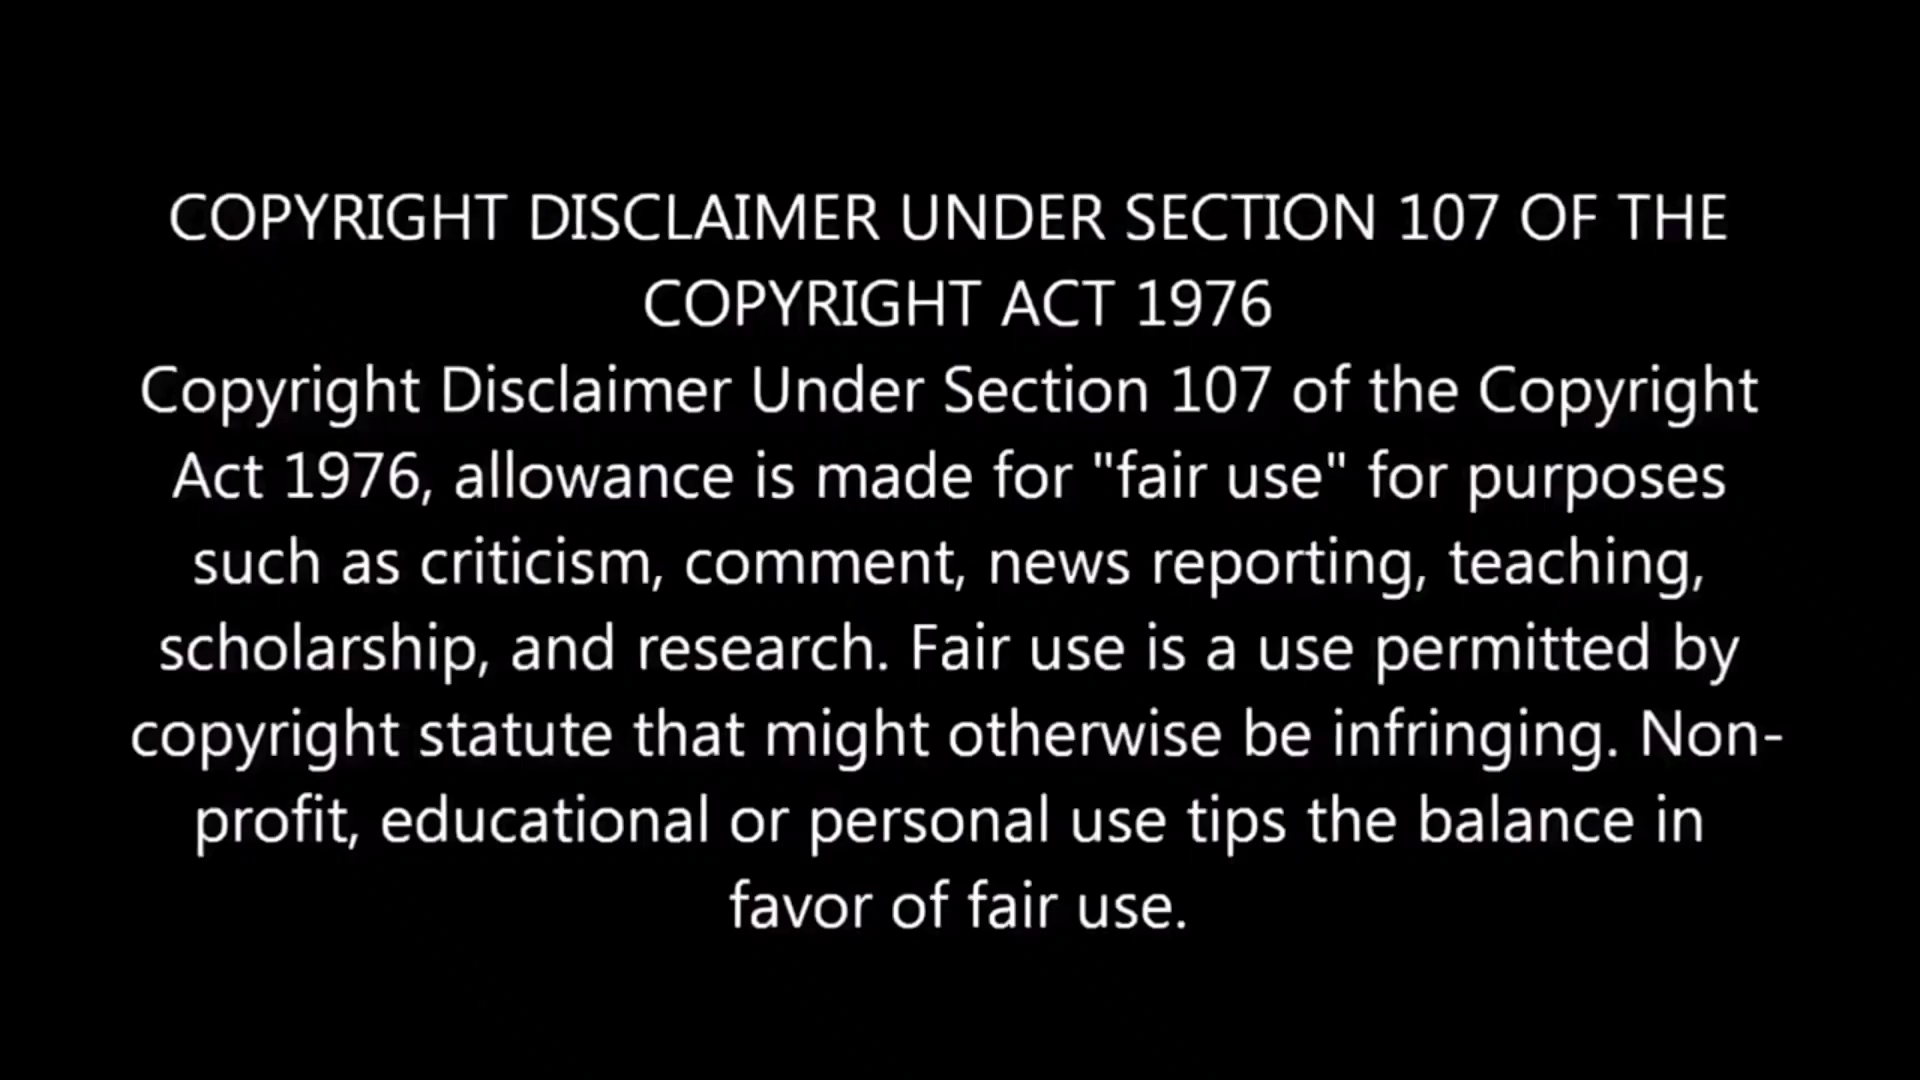 COPYRIGHT DISCLAIMER UNDER SECTION 107 OF THE
COPYRIGHT ACT 1976
Copyright Disclaimer Under Section 107 of the Copyright
Act 1976, allowance is made for "fair use" for purposes
such as criticism, comment, news reporting, teaching,
scholarship, and research. Fair use is a use permitted by
copyright statute that might otherwise be infringing. Non-
profit, educational or personal use tips the balance in
favor of fair use.